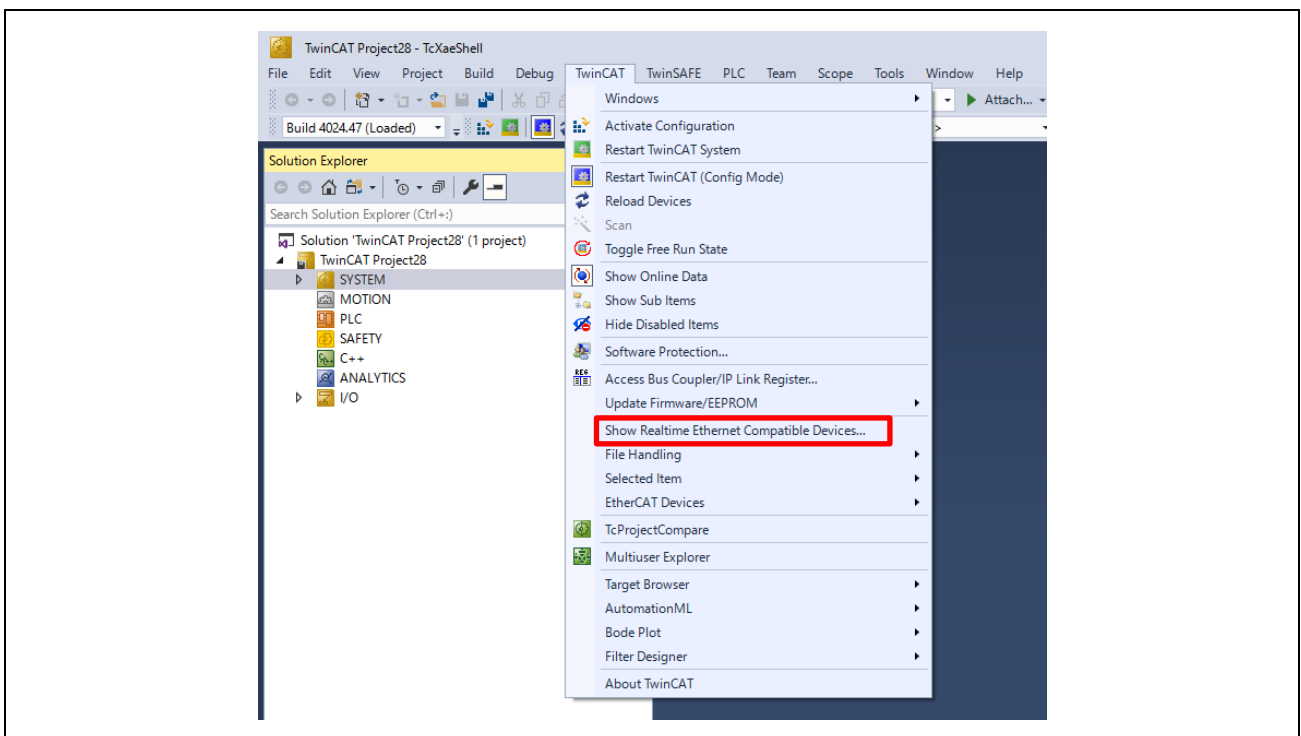 TwinCAT Project28 - TcXaeShell
File Edit View Project Build Debug TwinCAT TwinSAFE PLC Team Scope Tools Window Help
Attach...
Build 4024.47 (Loaded)
Solution Explorer
Search Solution Explorer (Ctrl+:)
Solution 'TwinCAT Project28' (1 project)
TwinCAT Project28
SYSTEM
MOTION
PLC
SAFETY
C++
ANALYTICS
I/O
Windows
Activate Configuration
Restart TwinCAT System
Restart TwinCAT (Config Mode)
Reload Devices
Scan
Toggle Free Run State
Show Online Data
Show Sub Items
Hide Disabled Items
Software Protection...
REG
Access Bus Coupler/IP Link Register...
Update Firmware/EEPROM
Show Realtime Ethernet Compatible Devices...
File Handling
Selected Item
EtherCAT Devices
TcProjectCompare
Multiuser Explorer
Target Browser
AutomationML
Bode Plot
Filter Designer
About TwinCAT